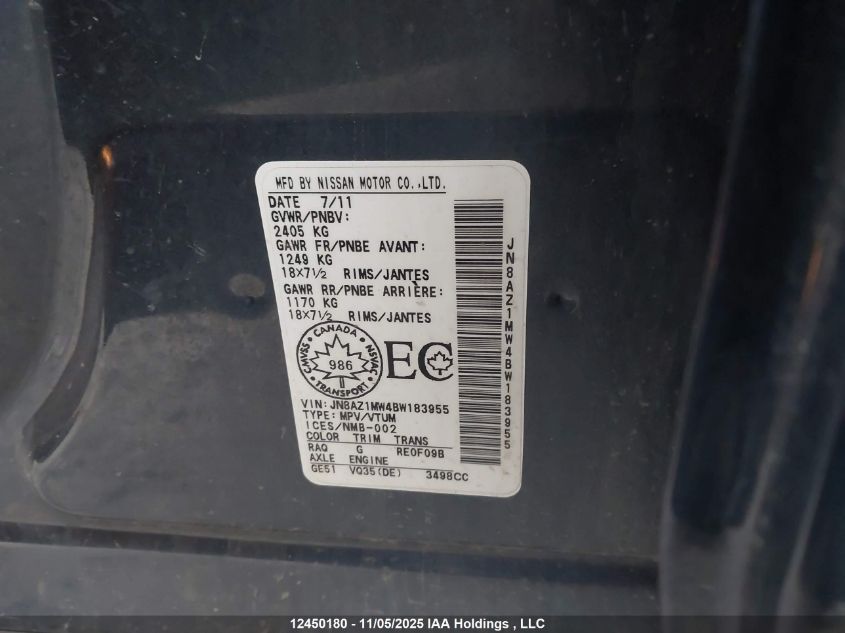 MFD BY NISSAN MOTOR CO.,LTD.
DATE 7/11
GVWR/PNBV:
2405 KG
GAWR FR/PNBE AVANT:
1249 KG
18X7½ RIMS/JANTES
GAWR RR/PNBE ARRIÈRE:
1170 KG
18X7½ RIMS/JANTES
CANADA
CMVSS 986 NSVAC
TRANSPORT
EC
VIN: JN8AZ1MW4BW183955
TYPE: MPV/VTUM
ICES/NMB-002
COLOR TRIM TRANS
RAQ G RE0F09B
AXLE ENGINE
GE51 VQ35(DE) 3498CC
JN8AZ1MW4BW183955
12450180 - 11/05/2025 IAA Holdings , LLC